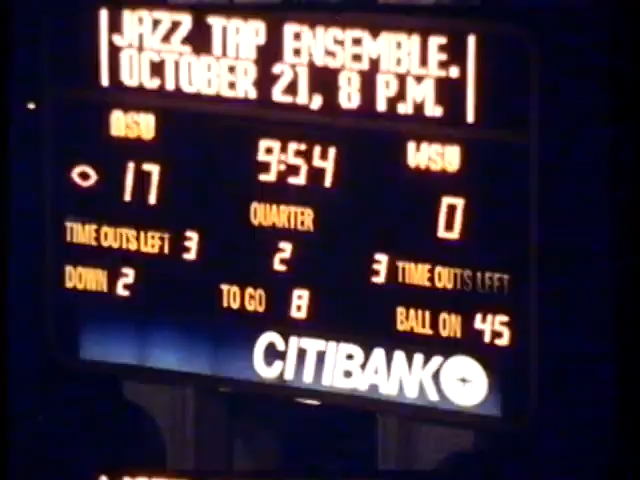 JAZZ TAP ENSEMBLE.
OCTOBER 21, 8 P.M.
ASU 9:54 WSU
17 QUARTER 0
TIME OUTS LEFT 3 2 3 TIME OUTS LEFT
DOWN 2 TO GO 8 BALL ON 45
CITIBANK